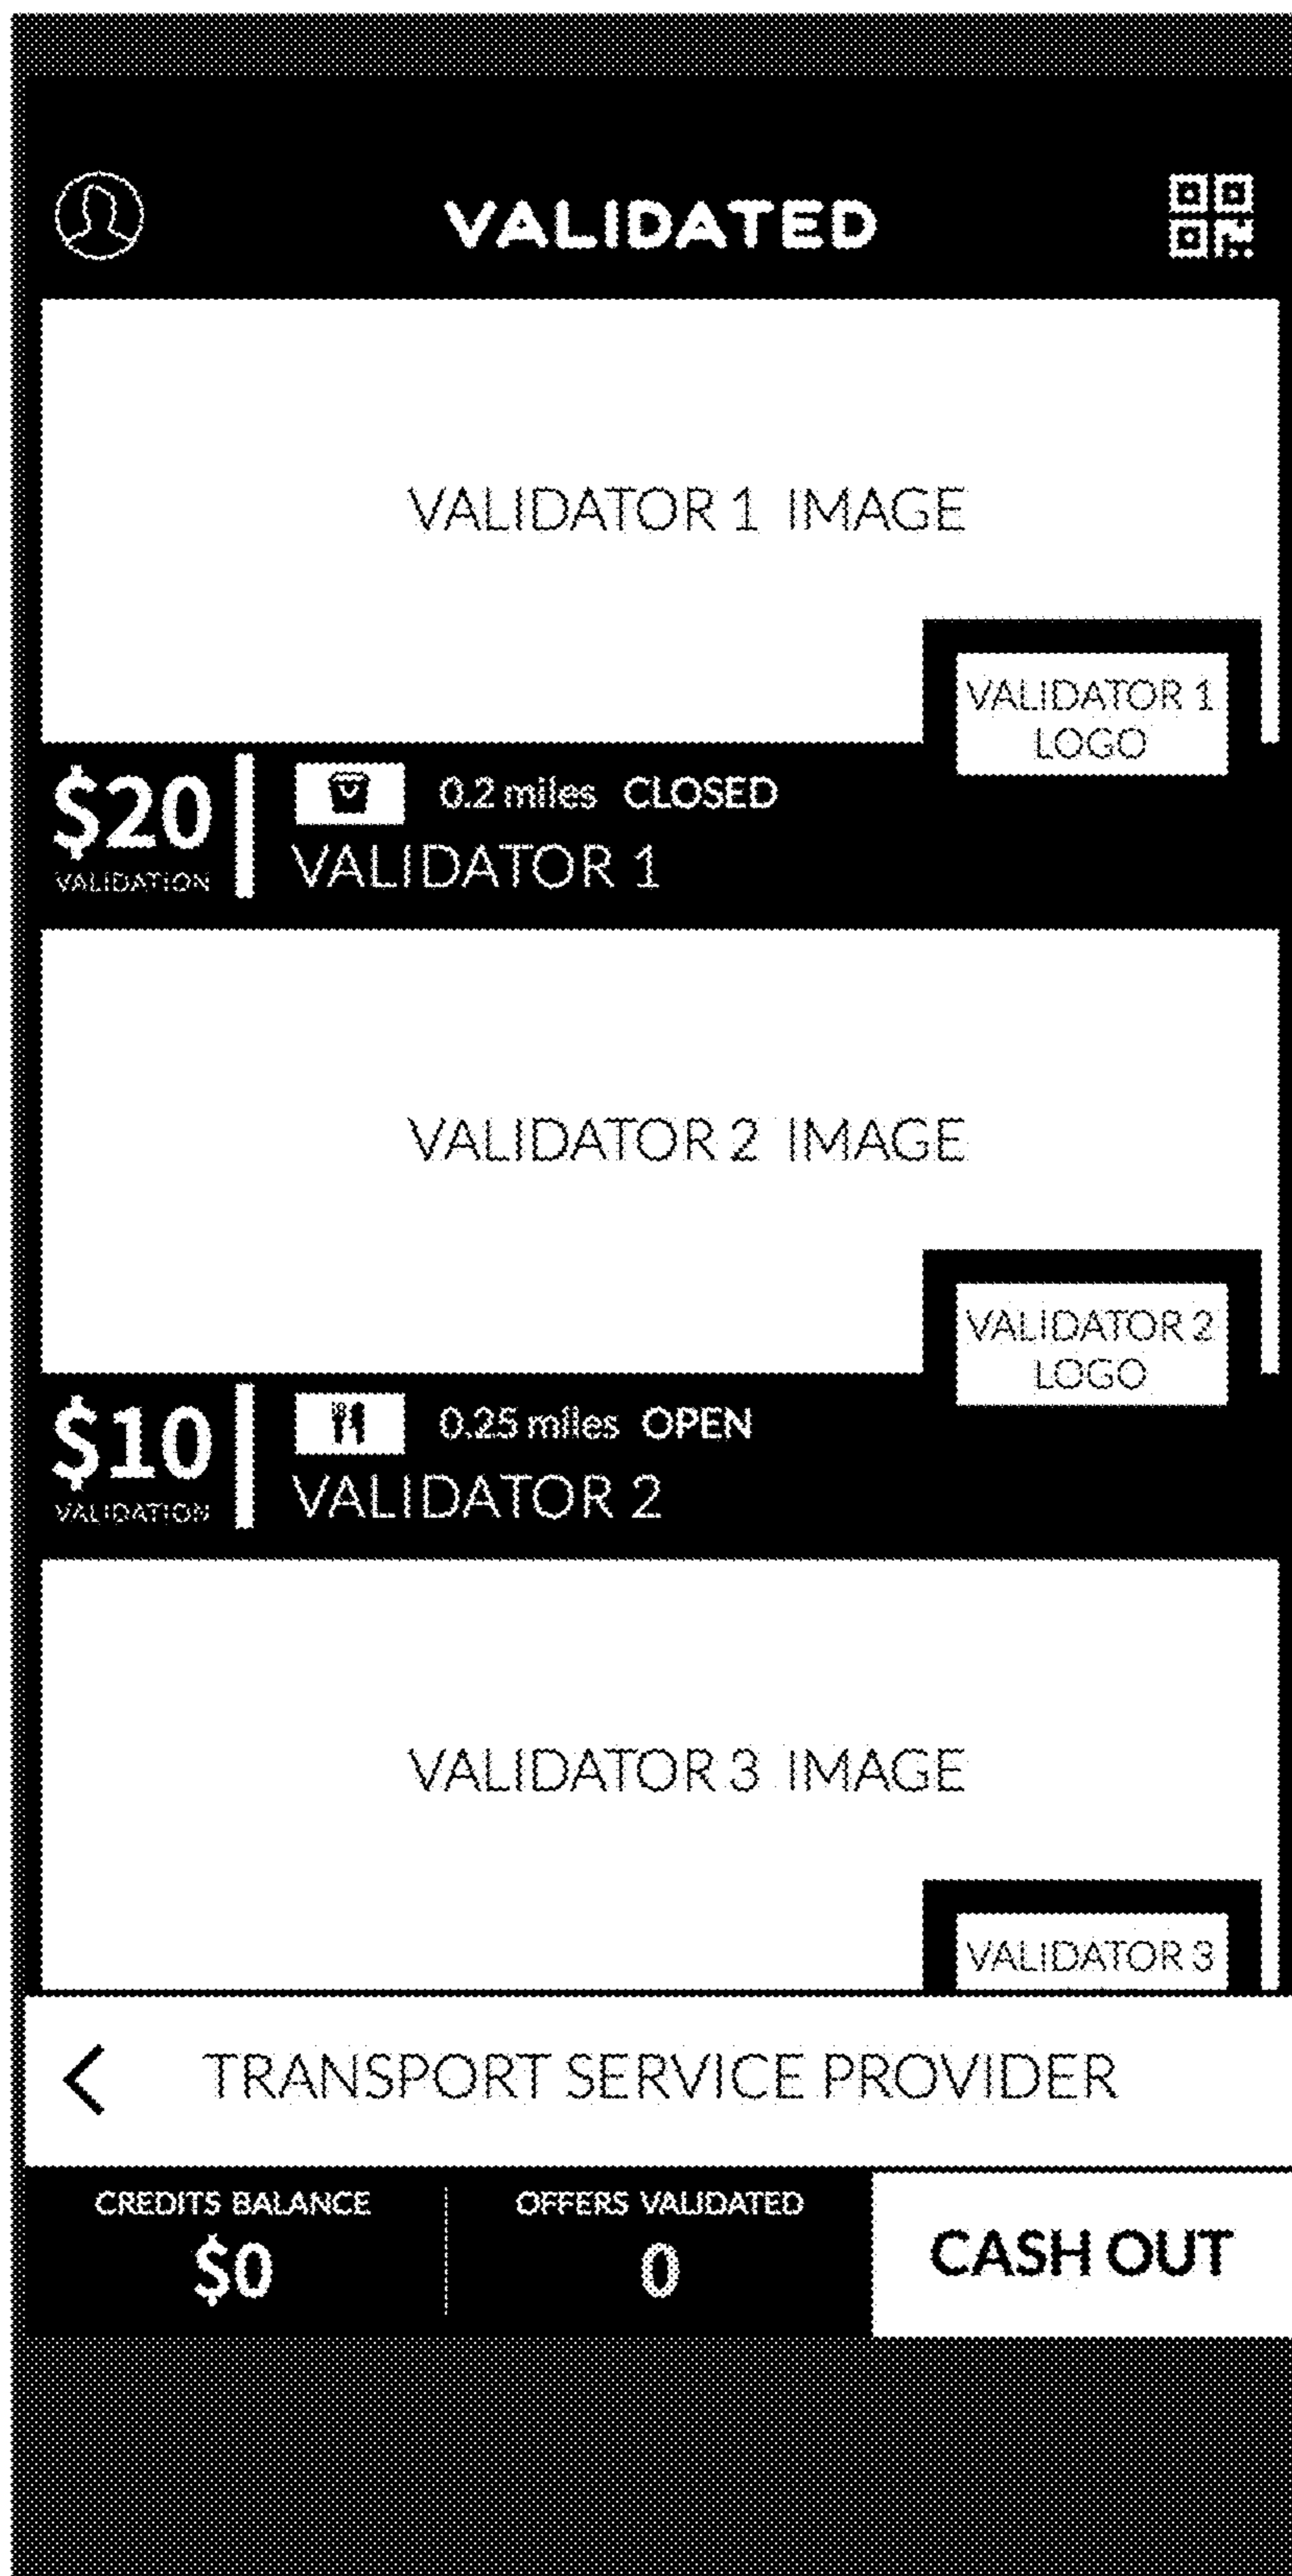 VALIDATED
VALIDATOR 1 IMAGE
VALIDATOR 1
LOGO
$20
VALIDATION
0.2 miles CLOSED
VALIDATOR 1
VALIDATOR 2 IMAGE
VALIDATOR 2
LOGO
$10
VALIDATION
0.25 miles OPEN
VALIDATOR 2
VALIDATOR 3 IMAGE
VALIDATOR 3
TRANSPORT SERVICE PROVIDER
CREDITS BALANCE
$0
OFFERS VALIDATED
0
CASH OUT